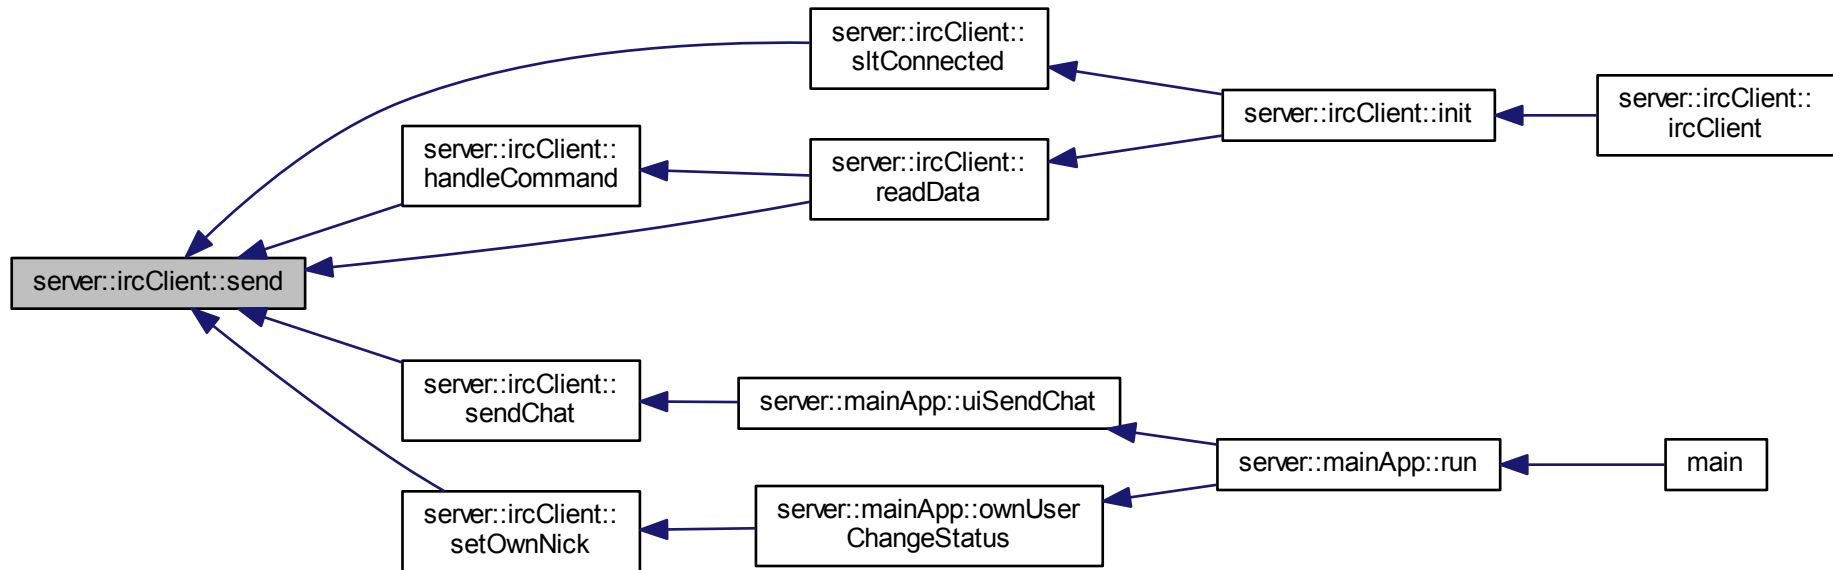 server::ircClient::
sltConnected
server::ircClient::
ircClient
server::ircClient::init
server::ircClient::
handleCommand
server::ircClient::
readData
server::ircClient::send
server::ircClient::
sendChat
server::mainApp::uiSendChat
server::mainApp::run
main
server::ircClient::
setOwnNick
server::mainApp::ownUser
ChangeStatus